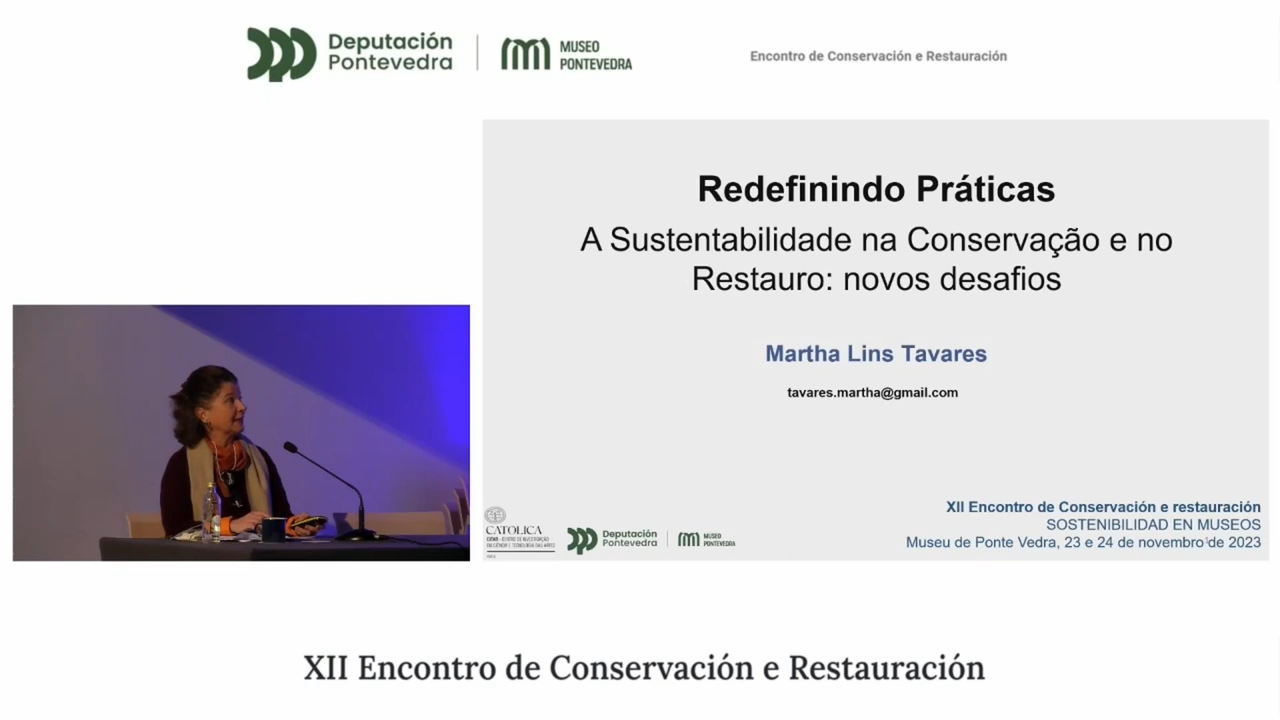 Deputación
Pontevedra
MUSEO
PONTEVEDRA
Encontro de Conservación e Restauración
Redefinindo Práticas
A Sustentabilidade na Conservação e no
Restauro: novos desafios
Martha Lins Tavares
tavares.martha@gmail.com
XII Encontro de Conservación e restauración
SOSTENIBILIDAD EN MUSEOS
Museu de Ponte Vedra, 23 e 24 de novembro de 2023
CATOLICA
Deputación
Pontevedra
MUSEO
PONTEVEDRA
XII Encontro de Conservación e Restauración